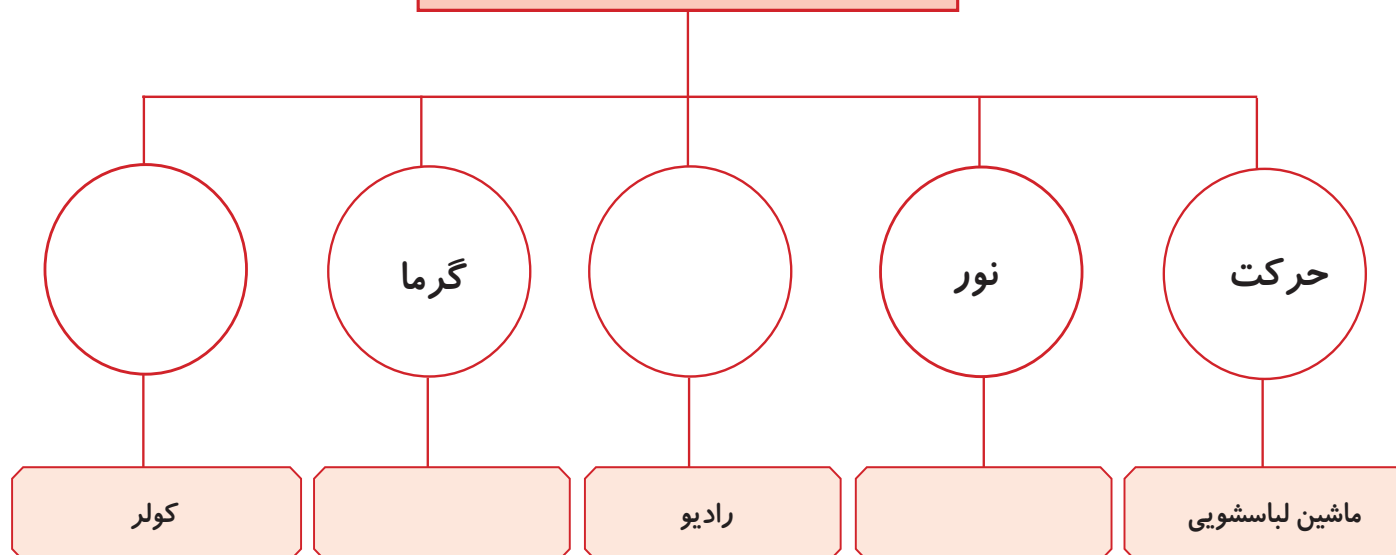 حرکت
نور
گرما
ماشین لباسشویی
رادیو
کولر